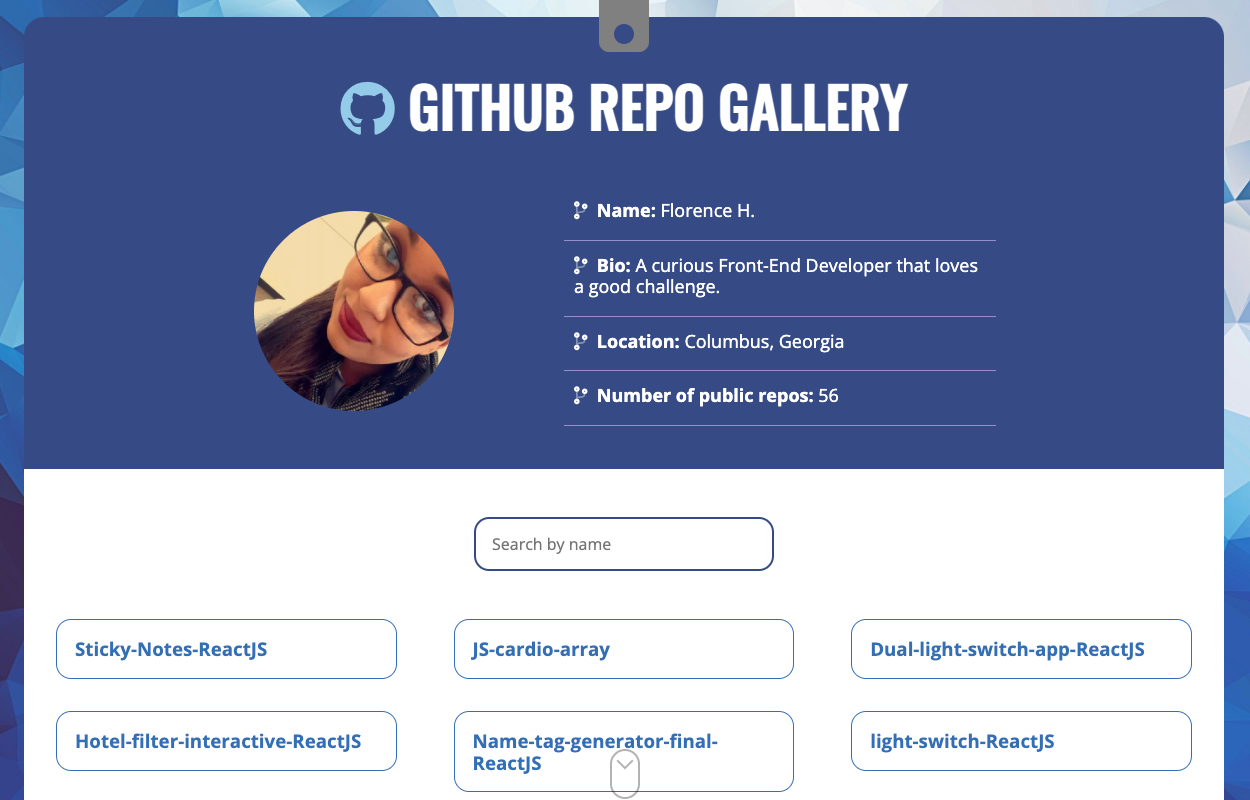 GITHUB REPO GALLERY
Name: Florence H.
Bio: A curious Front-End Developer that loves
a good challenge.
Location: Columbus, Georgia
Number of public repos: 56
Search by name
Sticky-Notes-ReactJS
JS-cardio-array
Dual-light-switch-app-ReactJS
Hotel-filter-interactive-ReactJS
Name-tag-generator-final-
ReactJS
light-switch-ReactJS